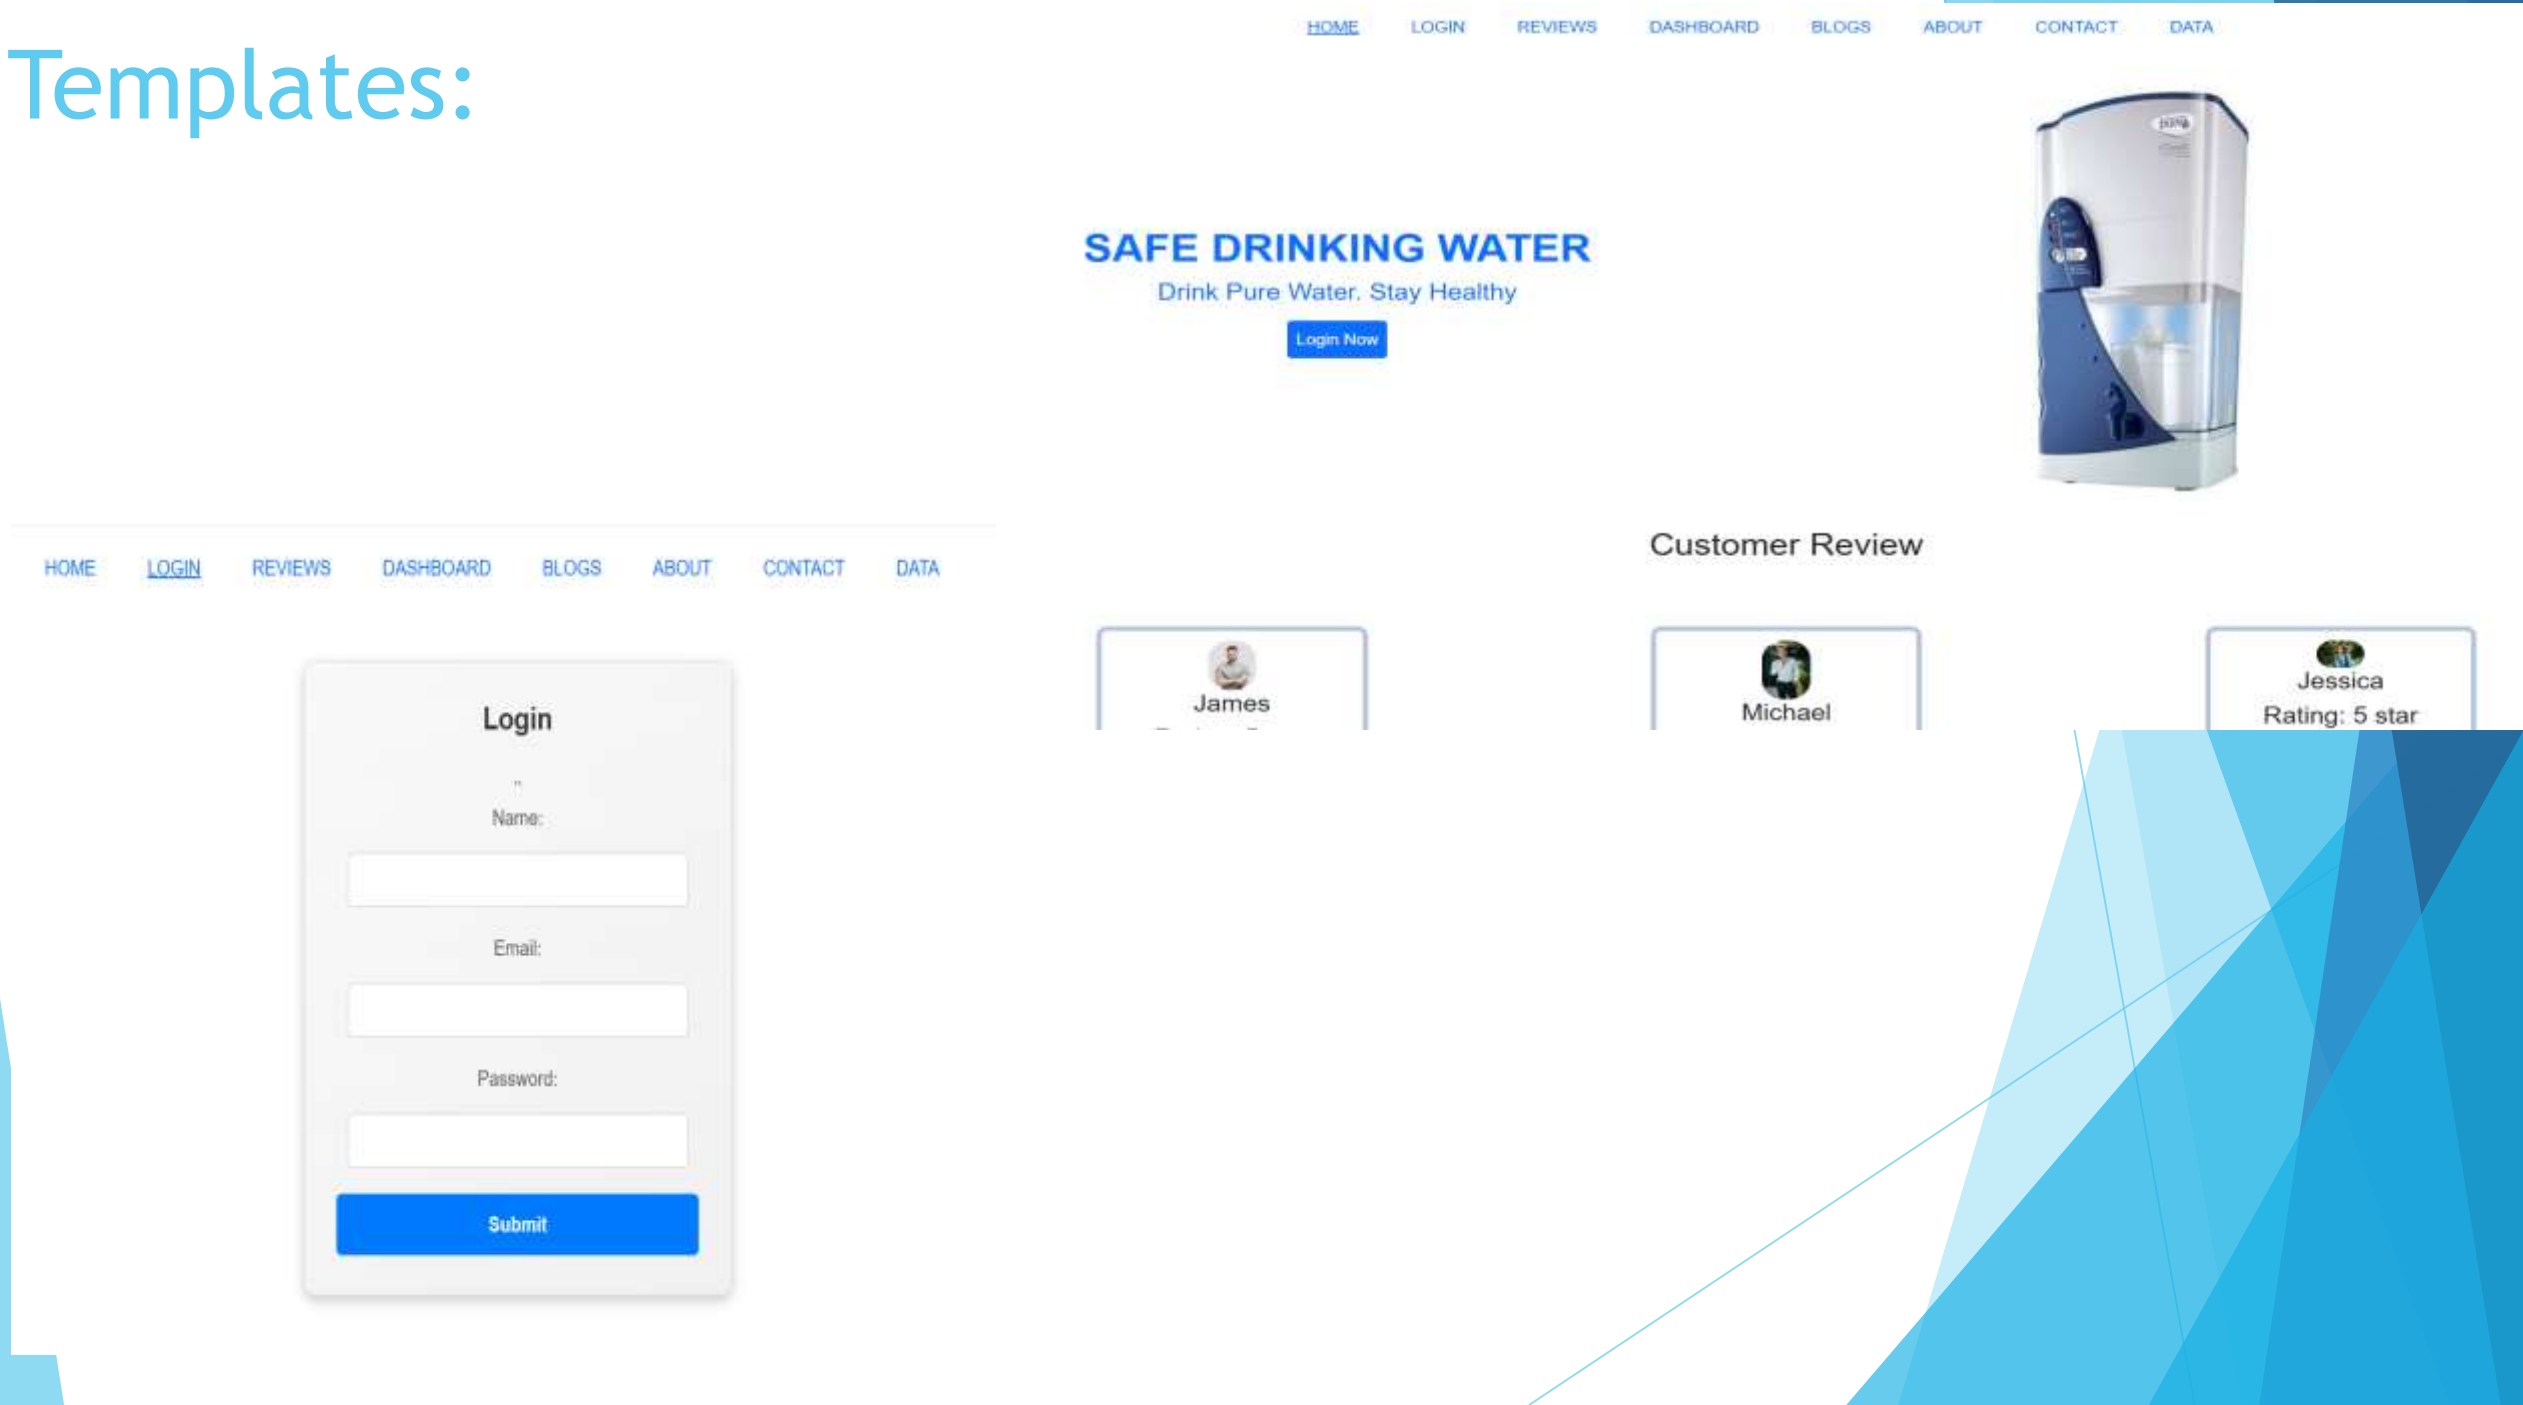 Templates:
HOME LOGIN REVIEWS DASHBOARD BLOGS ABOUT CONTACT DATA
SAFE DRINKING WATER
Drink Pure Water. Stay Healthy
Login Now
Customer Review
James
Michael
Jessica
Rating: 5 star
HOME LOGIN REVIEWS DASHBOARD BLOGS ABOUT CONTACT DATA
Login
"
Name:
Email:
Password:
Submit